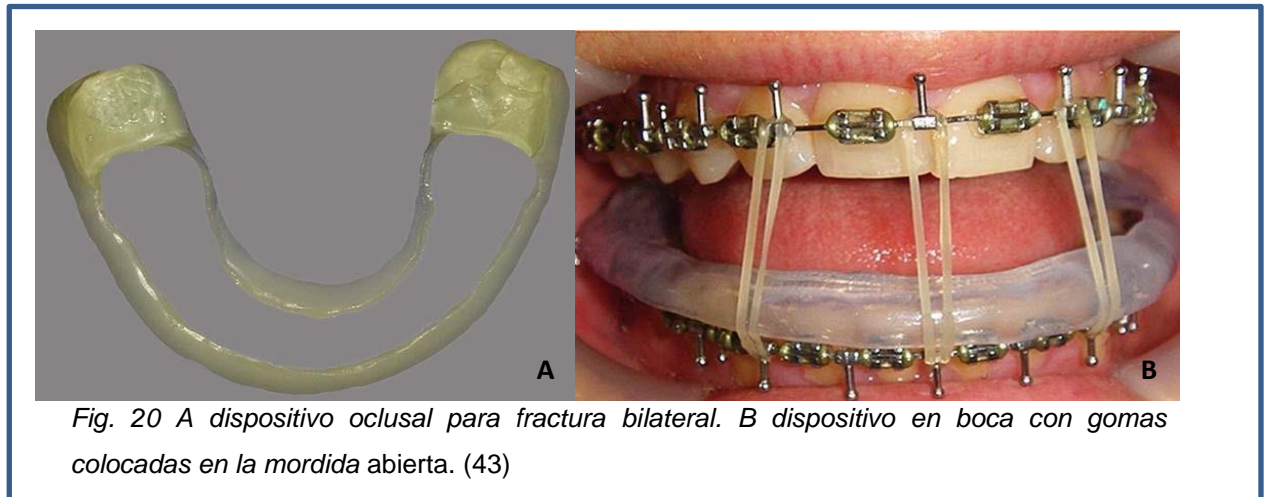 A
B
Fig. 20 A dispositivo oclusal para fractura bilateral. B dispositivo en boca con gomas
colocadas en la mordida abierta. (43)